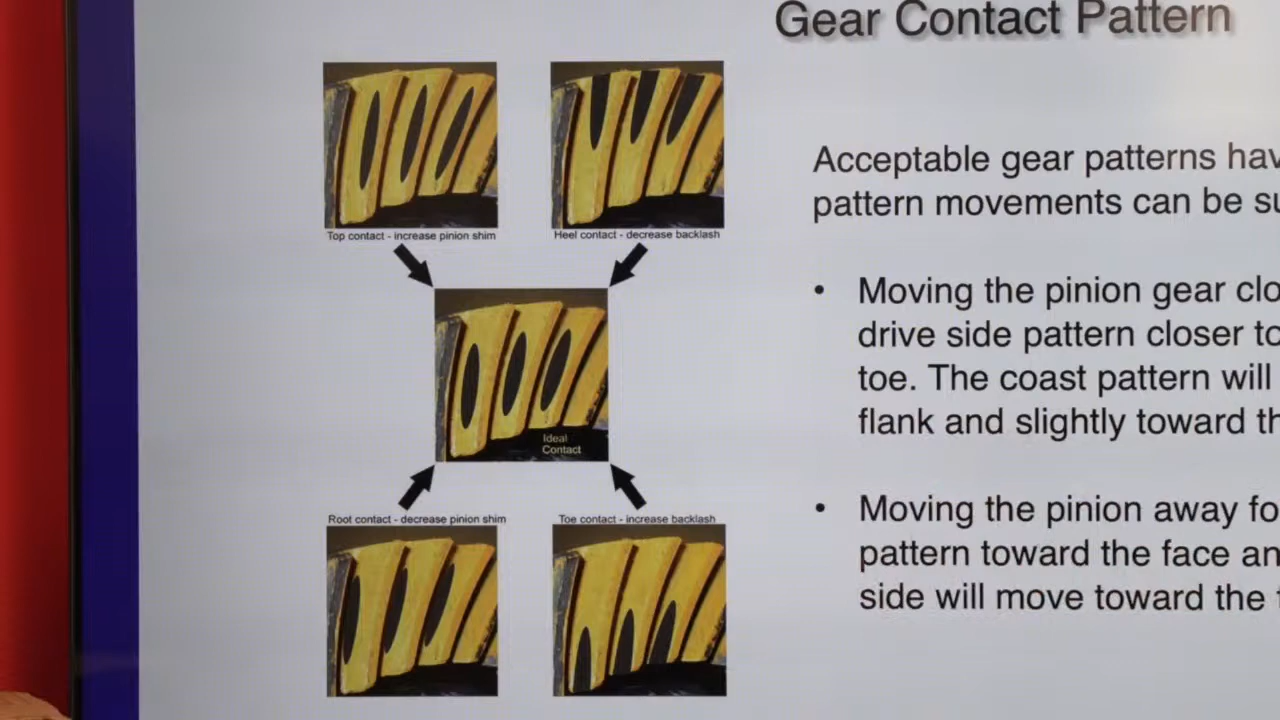 Gear Contact Pattern
Top contact - increase pinion shim
Heel contact - decrease backlash
Ideal
Contact
Root contact - decrease pinion shim
Toe contact - increase backlash
Acceptable gear patterns hav
pattern movements can be su
• Moving the pinion gear clo
drive side pattern closer to
toe. The coast pattern will
flank and slightly toward th
• Moving the pinion away fo
pattern toward the face an
side will move toward the